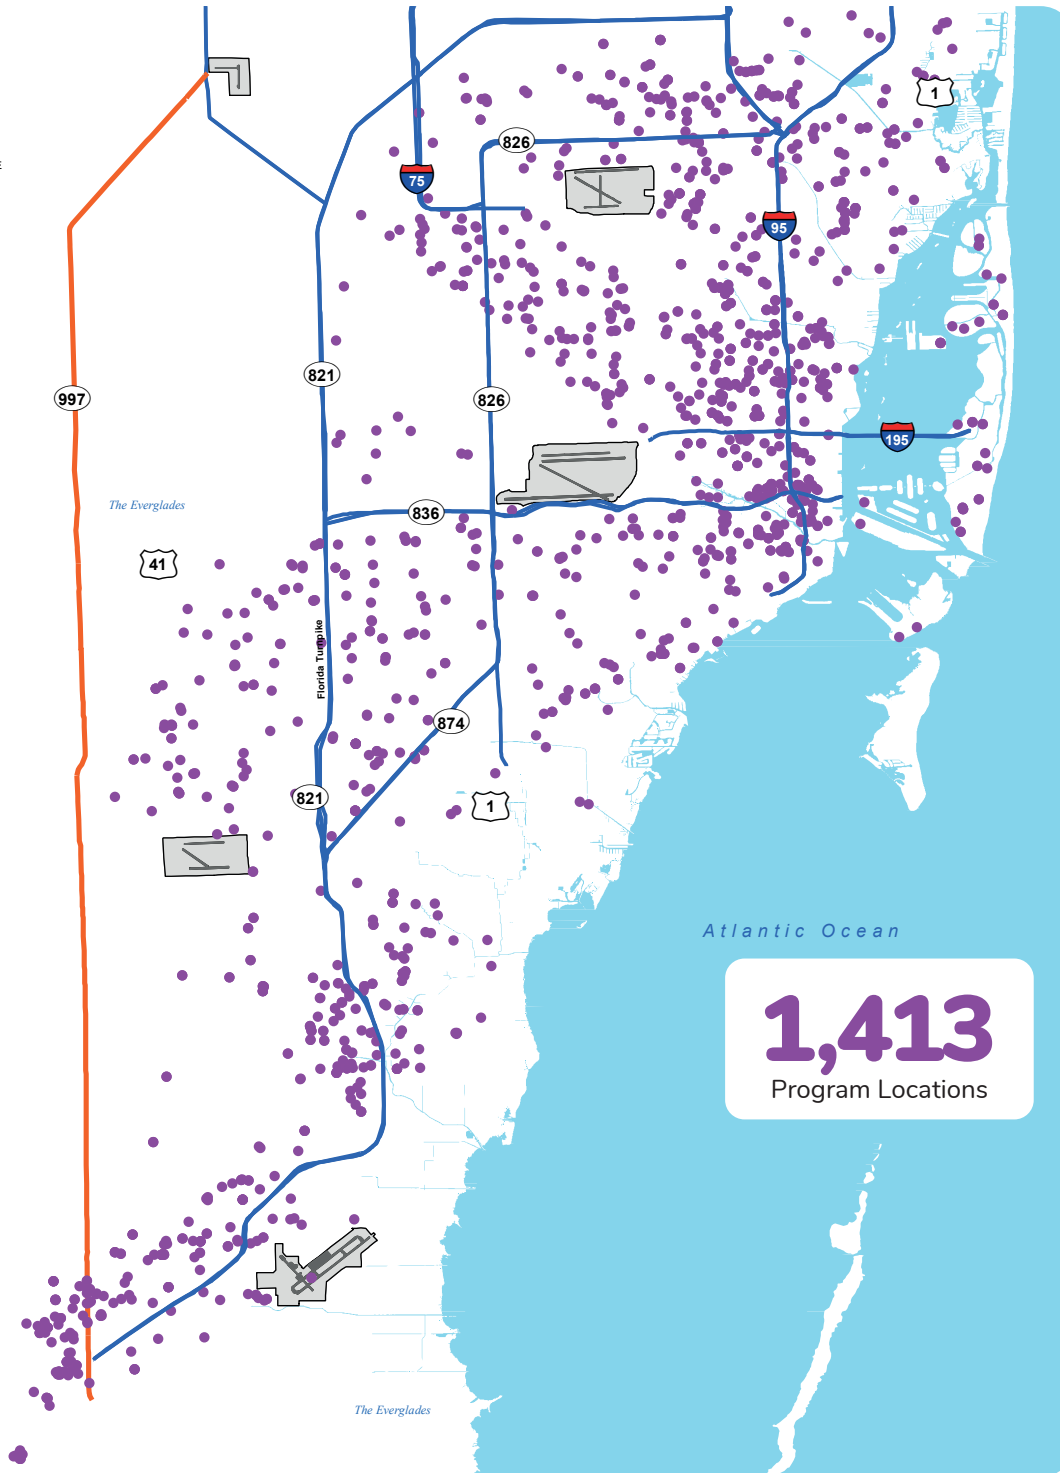 1
826
75
95
821
997
826
195
The Everglades
836
41
Florida Turnpike
874
821
1
Atlantic Ocean
1,413
Program Locations
The Everglades